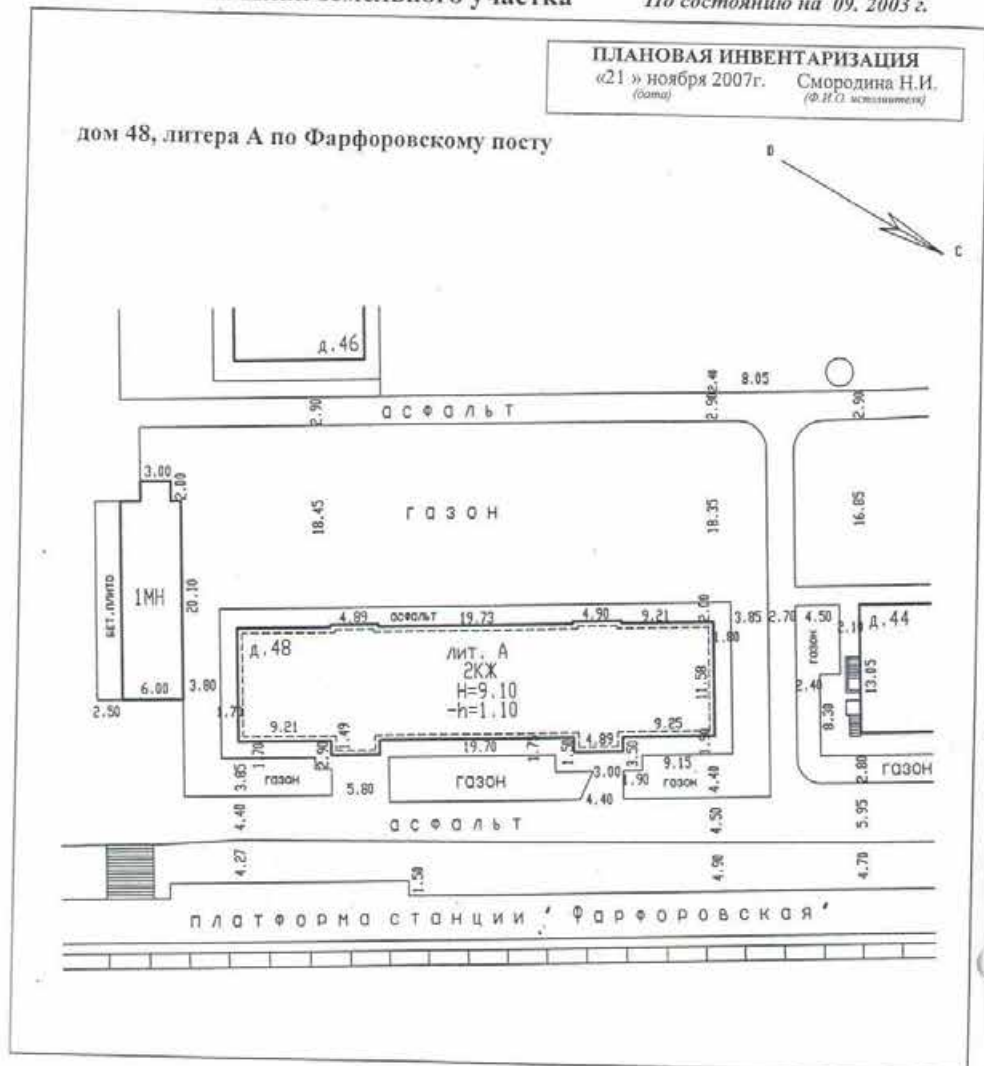 земельного участка По состоянию на 09. 2003 г.
ПЛАНОВАЯ ИНВЕНТАРИЗАЦИЯ
«21 » ноября 2007г. Смородина Н.И.
(дата) (Ф.И.О. исполнителя)
дом 48, литера А по Фарфоровскому посту
С
д.46
2.40
8.05
2.90
асфальт
2.90
2.90
3.00
2.00
18.45
газон
18.35
16.85
БЕТ.ПЛИТО
1МН
20.10
4.89
асфальт
19.73
4.90
9.21
2.00
3.85
2.70
4.50
2.10
д.44
1.80
газон
д.48
лит. А
2КЖ
Н=9.10
-h=1.10
11.58
13.05
6.00
3.80
2.50
2.40
8.30
9.21
1.49
9.25
4.89
1.70
2.90
19.70
1.50
3.50
3.85
газон
5.80
газон
3.00
1.90
9.15
газон
4.40
4.40
2.80
газон
4.40
асфальт
4.50
5.95
4.27
1.50
4.90
4.70
платформа станции "Фарфоровская"